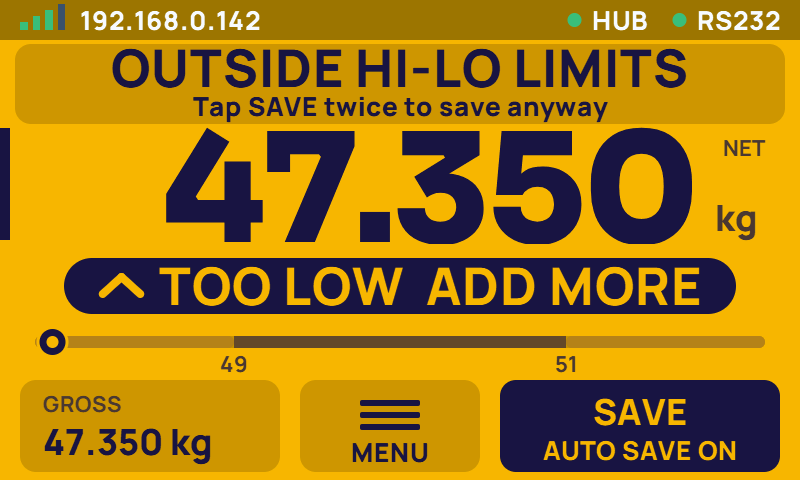 192.168.0.142 HUB RS232
OUTSIDE HI-LO LIMITS
Tap SAVE twice to save anyway
47.350 NET kg
TOO LOW ADD MORE
49 51
GROSS
47.350 kg
MENU
SAVE
AUTO SAVE ON